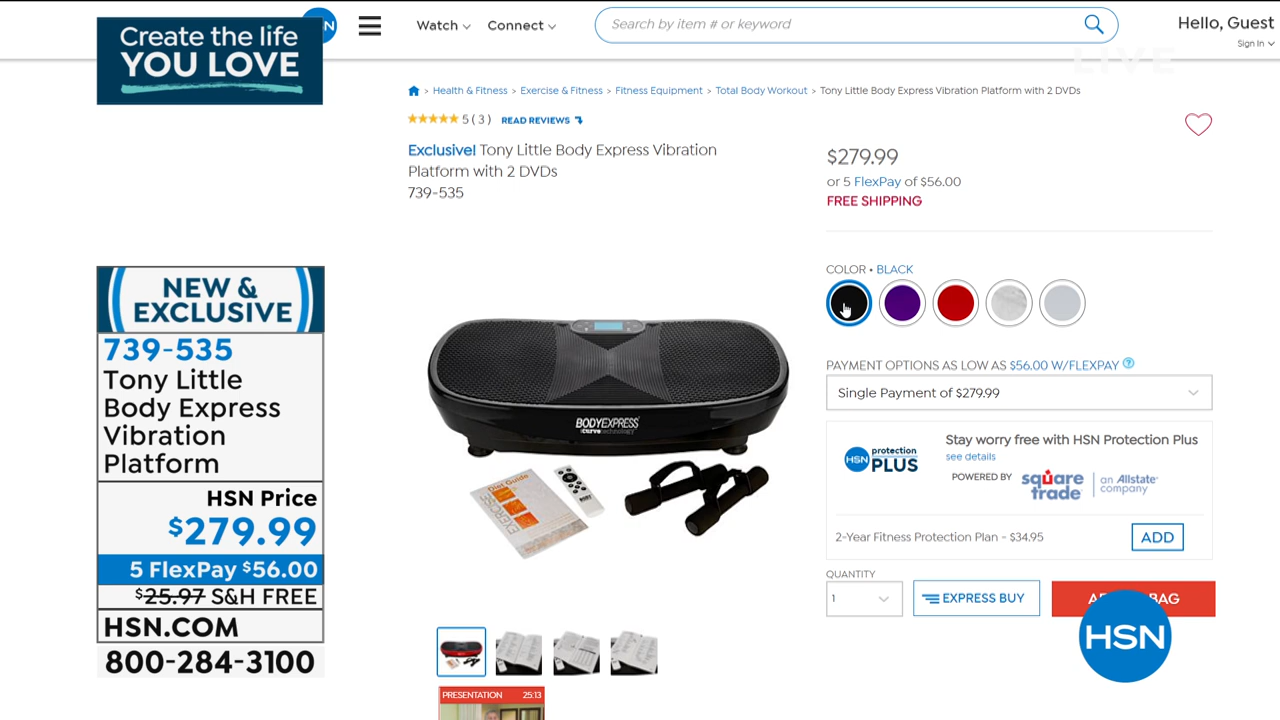 Create the life
YOU LOVE
N
Watch
Connect
Search by item # or keyword
Hello, Guest
Sign In
LIVE
> Health & Fitness > Exercise & Fitness > Fitness Equipment > Total Body Workout > Tony Little Body Express Vibration Platform with 2 DVDs
5 ( 3 ) READ REVIEWS
Exclusive! Tony Little Body Express Vibration
Platform with 2 DVDs
739-535
$279.99
or 5 FlexPay of $56.00
FREE SHIPPING
COLOR • BLACK
PAYMENT OPTIONS AS LOW AS $56.00 W/FLEXPAY ?
Single Payment of $279.99
HSN protection
PLUS
Stay worry free with HSN Protection Plus
see details
POWERED BY
square
trade
an Allstate
company
2-Year Fitness Protection Plan - $34.95
ADD
QUANTITY
1
EXPRESS BUY
BAG
HSN
NEW &
EXCLUSIVE
739-535
Tony Little
Body Express
Vibration
Platform
HSN Price
$279.99
5 FlexPay $56.00
$25.97 S&H FREE
HSN.COM
800-284-3100
BODYEXPRESS
Diet Guide
EXERCISE
BODY
PRESENTATION 25:13